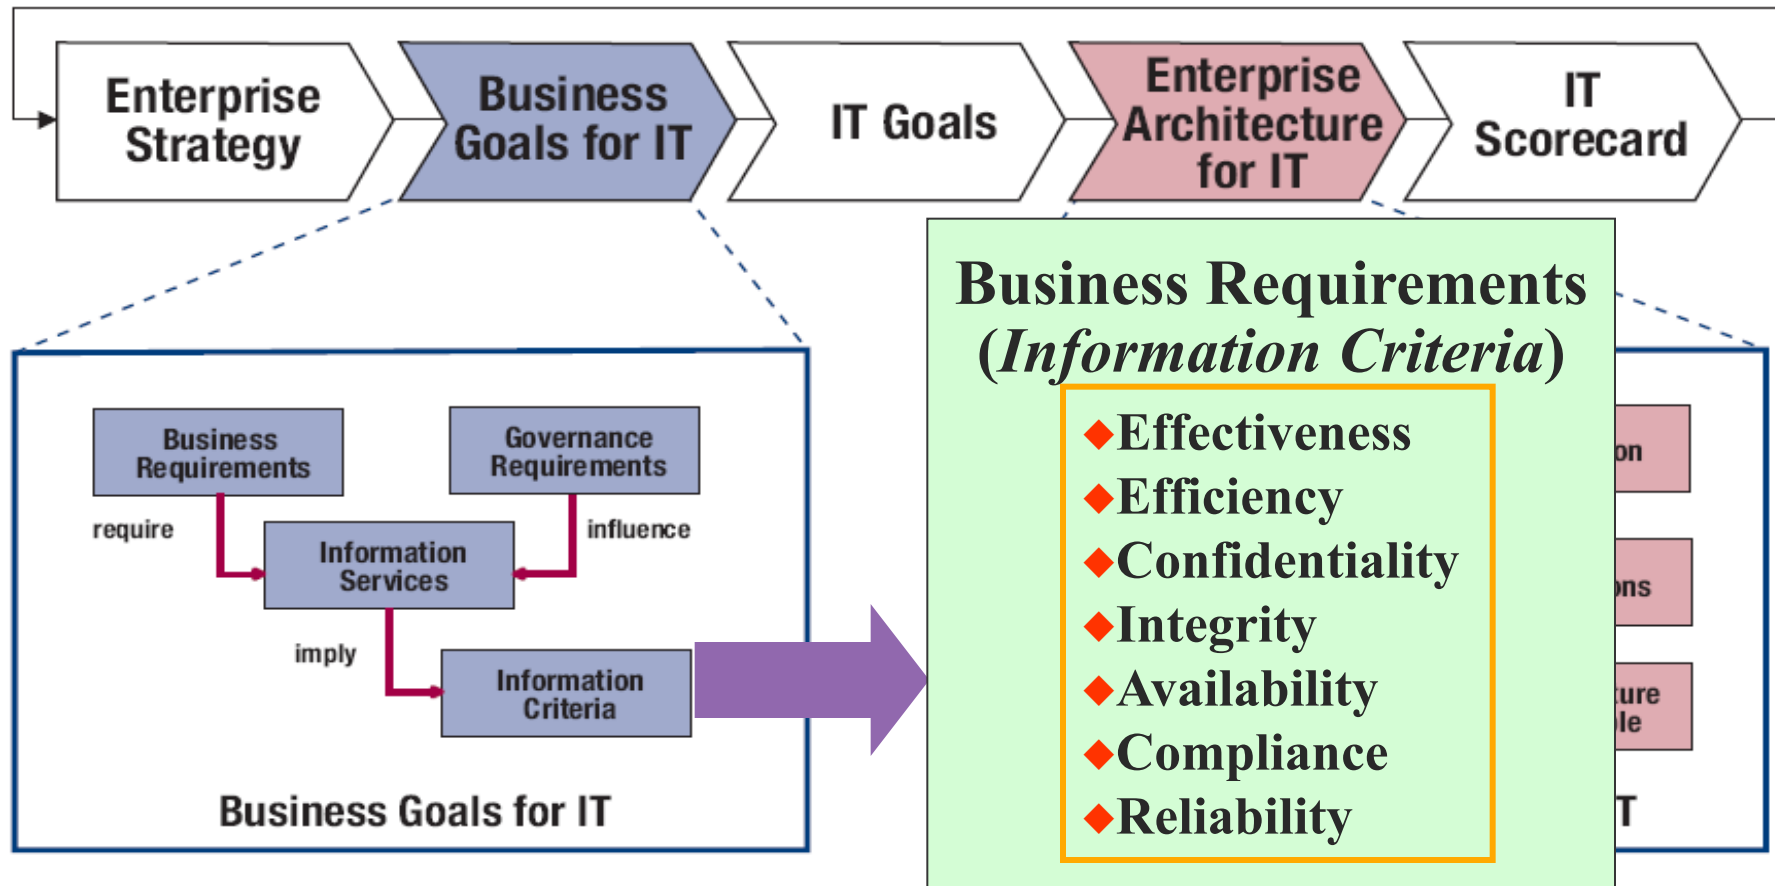 Enterprise
Strategy
Business
Goals for IT
IT Goals
Enterprise
Architecture
for IT
IT
Scorecard
Business
Requirements
Governance
Requirements
require
influence
Information
Services
imply
Information
Criteria
Business Goals for IT
Business Requirements
(Information Criteria)
Effectiveness
Efficiency
Confidentiality
Integrity
Availability
Compliance
Reliability